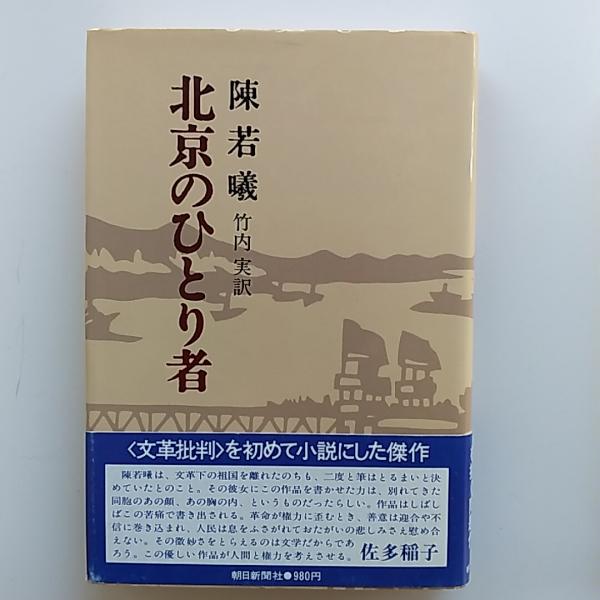 陳若曦
竹内 実訳
北京のひとり者
〈文革批判〉を初めて小説にした傑作
陳若曦は、文革下の祖国を離れたのちも、二度と筆はとるまいと決
めていたとのこと。その彼女にこの作品を書かせた力は、別れてきた
同胞のあの顔、あの胸の内、というものだったらしい。作品はしばし
ばこの苦痛で書き出される。革命が権力に歪むとき、善意は迎合や不
信に巻き込まれ、人民は息をふさがれておたがいの悲しみさえ慰め合
えない。その微妙さをとらえるのは文学だからであ
ろう。この優しい作品が人間と権力を考えさせる。
佐多稲子
朝日新聞社●980円